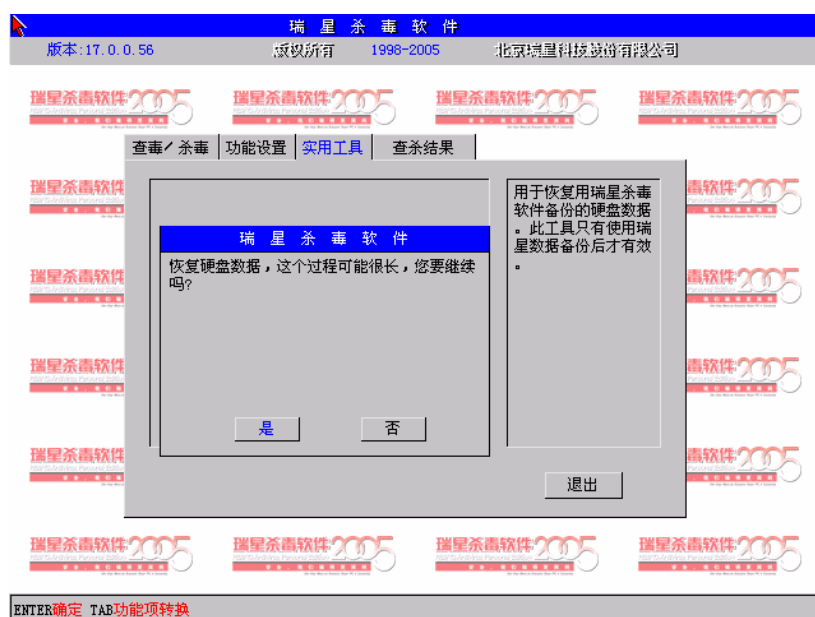 瑞 星 杀 毒 软 件
版本:17.0.0.56 版权所有 1998-2005 北京瑞星科技股份有限公司
瑞星杀毒软件2005 瑞星杀毒软件2005 瑞星杀毒软件2005 瑞星杀毒软件2005
查毒/杀毒 功能设置 实用工具 查杀结果
瑞星杀毒软件 毒软件2005
用于恢复用瑞星杀毒
软件备份的硬盘数据
。此工具只有使用瑞
星数据备份后才有效
。
瑞 星 杀 毒 软 件
恢复硬盘数据，这个过程可能很长，您要继续
吗?
瑞星杀毒软件 毒软件2005
瑞星杀毒软件 毒软件2005
是 否
瑞星杀毒软件 毒软件2005
退出
瑞星杀毒软件2005 瑞星杀毒软件2005 瑞星杀毒软件2005 瑞星杀毒软件2005
ENTER确定 TAB功能项转换